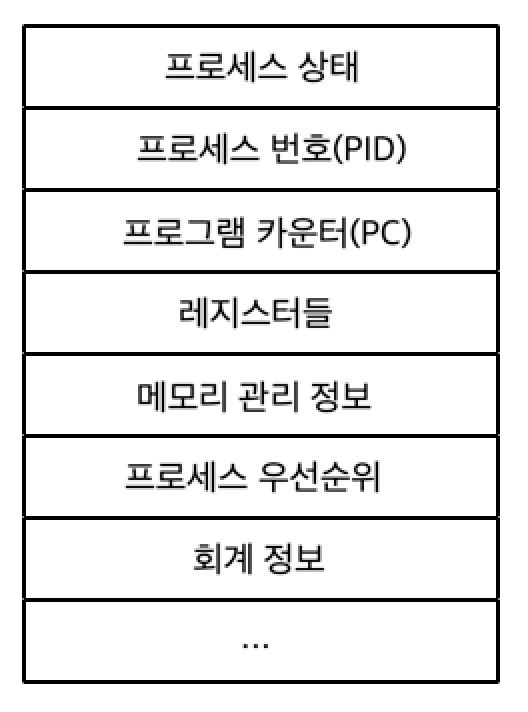 프로세스 상태
프로세스 번호(PID)
프로그램 카운터(PC)
레지스터들
메모리 관리 정보
프로세스 우선순위
회계 정보
...